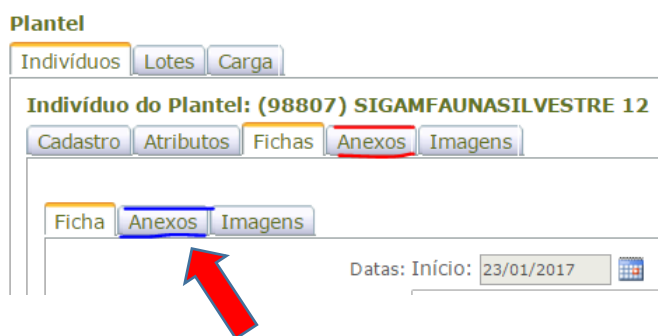 Plantel
Indivíduos Lotes Carga
Indivíduo do Plantel: (98807) SIGAMFAUNASILVESTRE 12
Cadastro Atributos Fichas Anexos Imagens
Ficha Anexos Imagens
Datas: Início: 23/01/2017